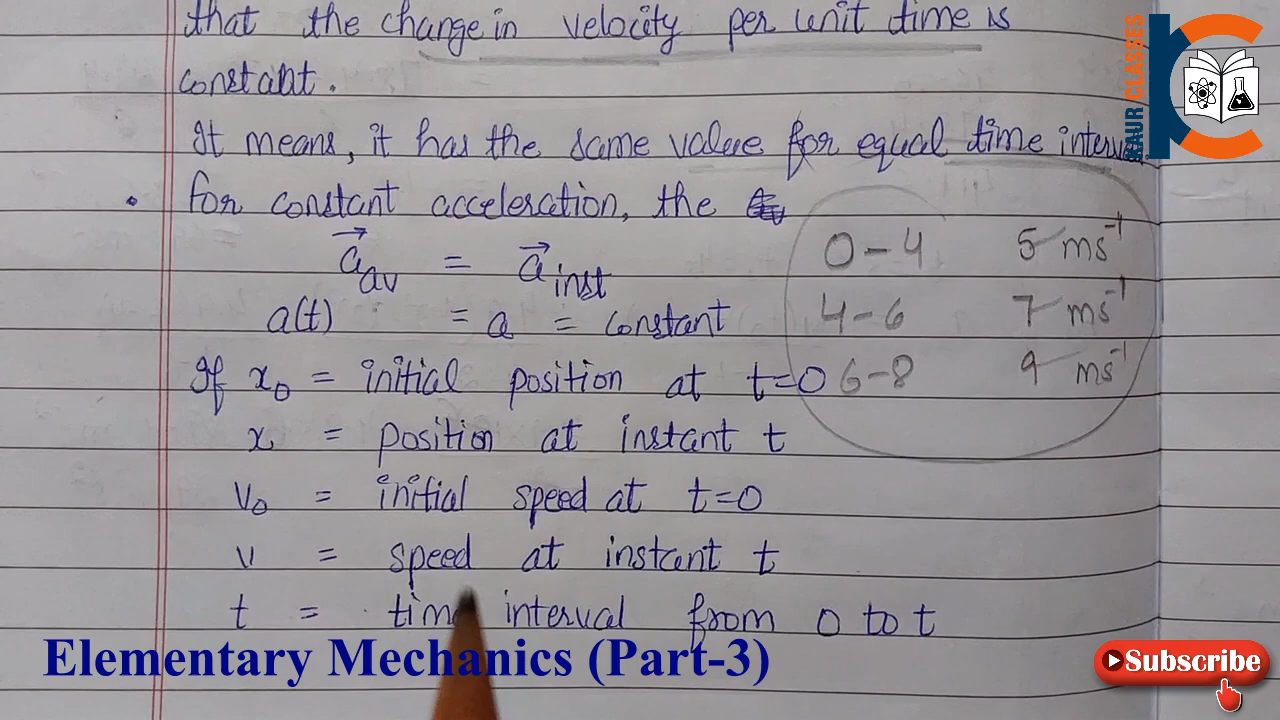 that the change in velocity per unit time is
constant.
It means, it has the same value for equal time
• For constant acceleration, the
a⃗av = a⃗inst
a(t) = a = constant
0 - 4 5 ms⁻¹
4 - 6 7 ms⁻¹
6 - 8 9 ms⁻¹
If x₀ = initial position at t=0
x = position at instant t
v₀ = initial speed at t=0
v = speed at instant t
t = time interval from 0 to t
KAUR CLASSES
Elementary Mechanics (Part-3)
Subscribe